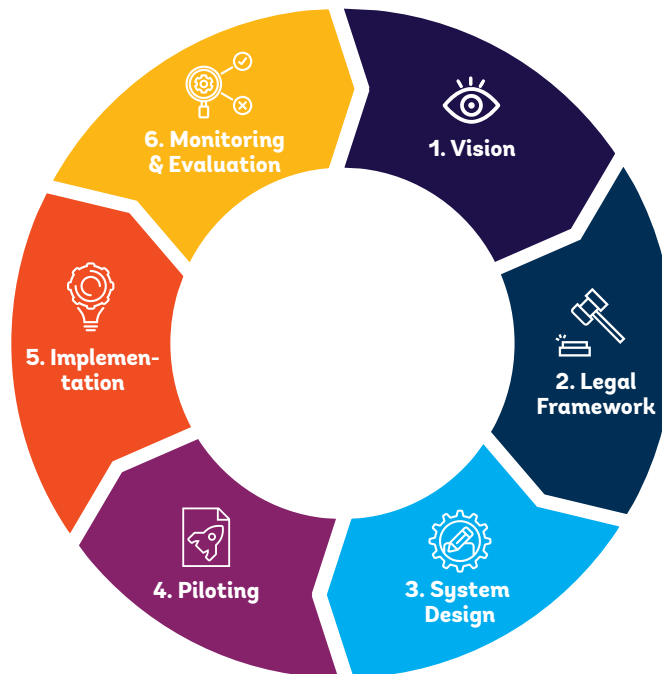 1. Vision
2. Legal
Framework
3. System
Design
4. Piloting
5. Implemen-
tation
6. Monitoring
& Evaluation